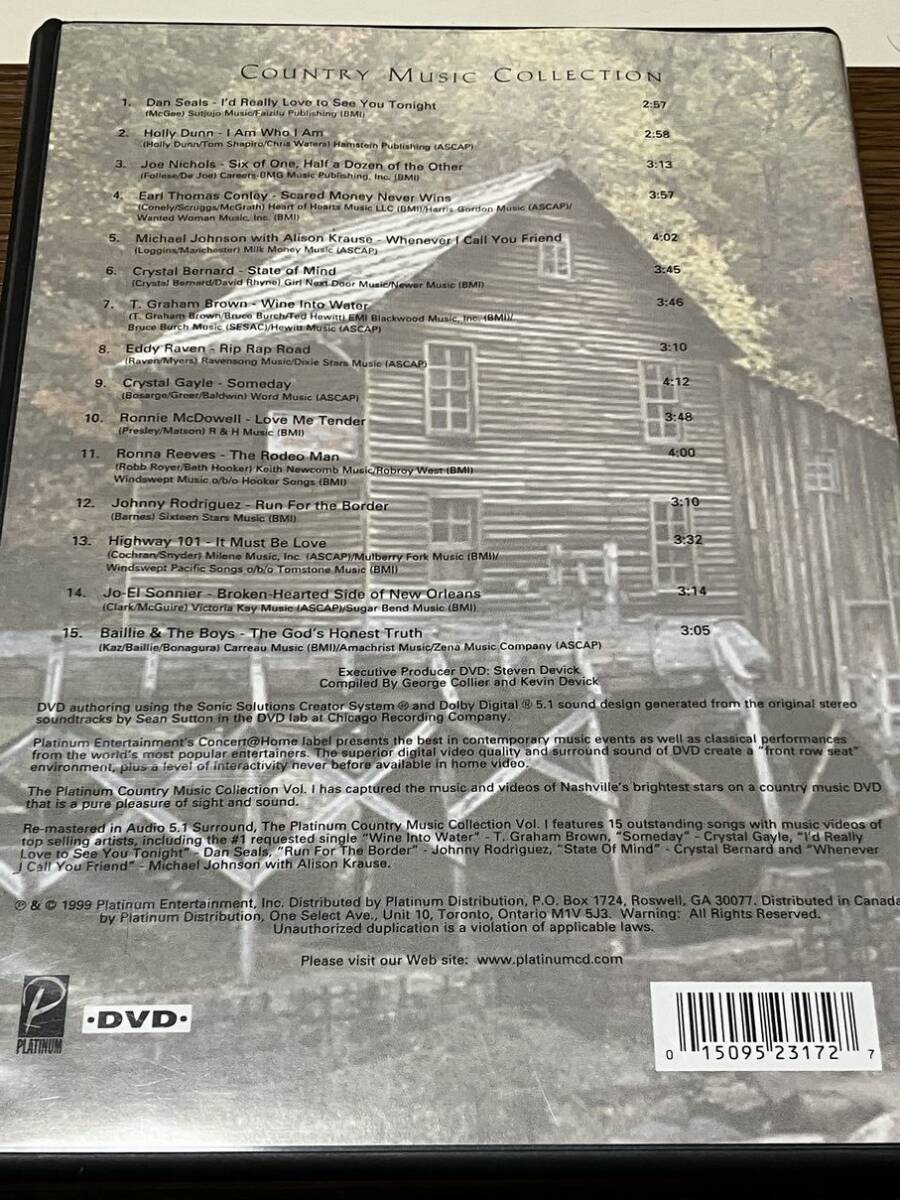 COUNTRY MUSIC COLLECTION
1. Dan Seals - I'd Really Love to See You Tonight 2:57
(McGee) Sutjujo Music/Faizilu Publishing (BMI)
2. Holly Dunn - I Am Who I Am 2:58
(Holly Dunn/Tom Shapiro/Chris Waters) Hamstein Publishing (ASCAP)
3. Joe Nichols - Six of One, Half a Dozen of the Other 3:13
(Follese/De Joe) Careers-BMG Music Publishing, Inc. (BMI)
4. Earl Thomas Conley - Scared Money Never Wins 3:57
(Conely/Scruggs/McGrath) Heart of Hearts Music LLC (BMI)/Harris Gordon Music (ASCAP)/
Wanted Woman Music, Inc. (BMI)
5. Michael Johnson with Alison Krause - Whenever I Call You Friend 4:02
(Loggins/Manchester) Milk Money Music (ASCAP)
6. Crystal Bernard - State of Mind 3:45
(Crystal Bernard/David Rhyne) Girl Next Door Music/Newer Music (BMI)
7. T. Graham Brown - Wine Into Water 3:46
(T. Graham Brown/Bruce Burch/Ted Hewitt) EMI Blackwood Music, Inc. (BMI)/
Bruce Burch Music (SESAC)/Hewitt Music (ASCAP)
8. Eddy Raven - Rip Rap Road 3:10
(Raven/Myers) Ravensong Music/Dixie Stars Music (ASCAP)
9. Crystal Gayle - Someday 4:12
(Bosarge/Greer/Baldwin) Word Music (ASCAP)
10. Ronnie McDowell - Love Me Tender 3:48
(Presley/Matson) R & H Music (BMI)
11. Ronna Reeves - The Rodeo Man 4:00
(Robb Royer/Beth Hooker) Keith Newcomb Music/Robroy West (BMI)
Windswept Music o/b/o Hooker Songs (BMI)
12. Johnny Rodriguez - Run For the Border 3:10
(Barnes) Sixteen Stars Music (BMI)
13. Highway 101 - It Must Be Love 3:32
(Cochran/Snyder) Milene Music, Inc. (ASCAP)/Mulberry Fork Music (BMI)/
Windswept Pacific Songs o/b/o Tomstone Music (BMI)
14. Jo-El Sonnier - Broken-Hearted Side of New Orleans 3:14
(Clark/McGuire) Victoria Kay Music (ASCAP)/Sugar Bend Music (BMI)
15. Baillie & The Boys - The God's Honest Truth 3:05
(Kaz/Baillie/Bonagura) Carreau Music (BMI)/Amachrist Music/Zena Music Company (ASCAP)
Executive Producer DVD: Steven Devick
Compiled By George Collier and Kevin Devick
DVD authoring using the Sonic Solutions Creator System ® and Dolby Digital ® 5.1 sound design generated from the original stereo
soundtracks by Sean Sutton in the DVD lab at Chicago Recording Company.
Platinum Entertainment's Concert@Home label presents the best in contemporary music events as well as classical performances
from the world's most popular entertainers. The superior digital video quality and surround sound of DVD create a "front row seat"
environment, plus a level of interactivity never before available in home video.
The Platinum Country Music Collection Vol. I has captured the music and videos of Nashville's brightest stars on a country music DVD
that is a pure pleasure of sight and sound.
Re-mastered in Audio 5.1 Surround, The Platinum Country Music Collection Vol. I features 15 outstanding songs with music videos of
top selling artists, including the #1 requested single "Wine Into Water" - T. Graham Brown, "Someday" - Crystal Gayle, "I'd Really
Love to See You Tonight" - Dan Seals, "Run For The Border" - Johnny Rodriguez, "State Of Mind" - Crystal Bernard and "Whenever
I Call You Friend" - Michael Johnson with Alison Krause.
℗ & © 1999 Platinum Entertainment, Inc. Distributed by Platinum Distribution, P.O. Box 1724, Roswell, GA 30077. Distributed in Canada
by Platinum Distribution, One Select Ave., Unit 10, Toronto, Ontario M1V 5J3. Warning: All Rights Reserved.
Unauthorized duplication is a violation of applicable laws.
Please visit our Web site: www.platinumcd.com
P
PLATINUM
·DVD·
0 15095 23172 7